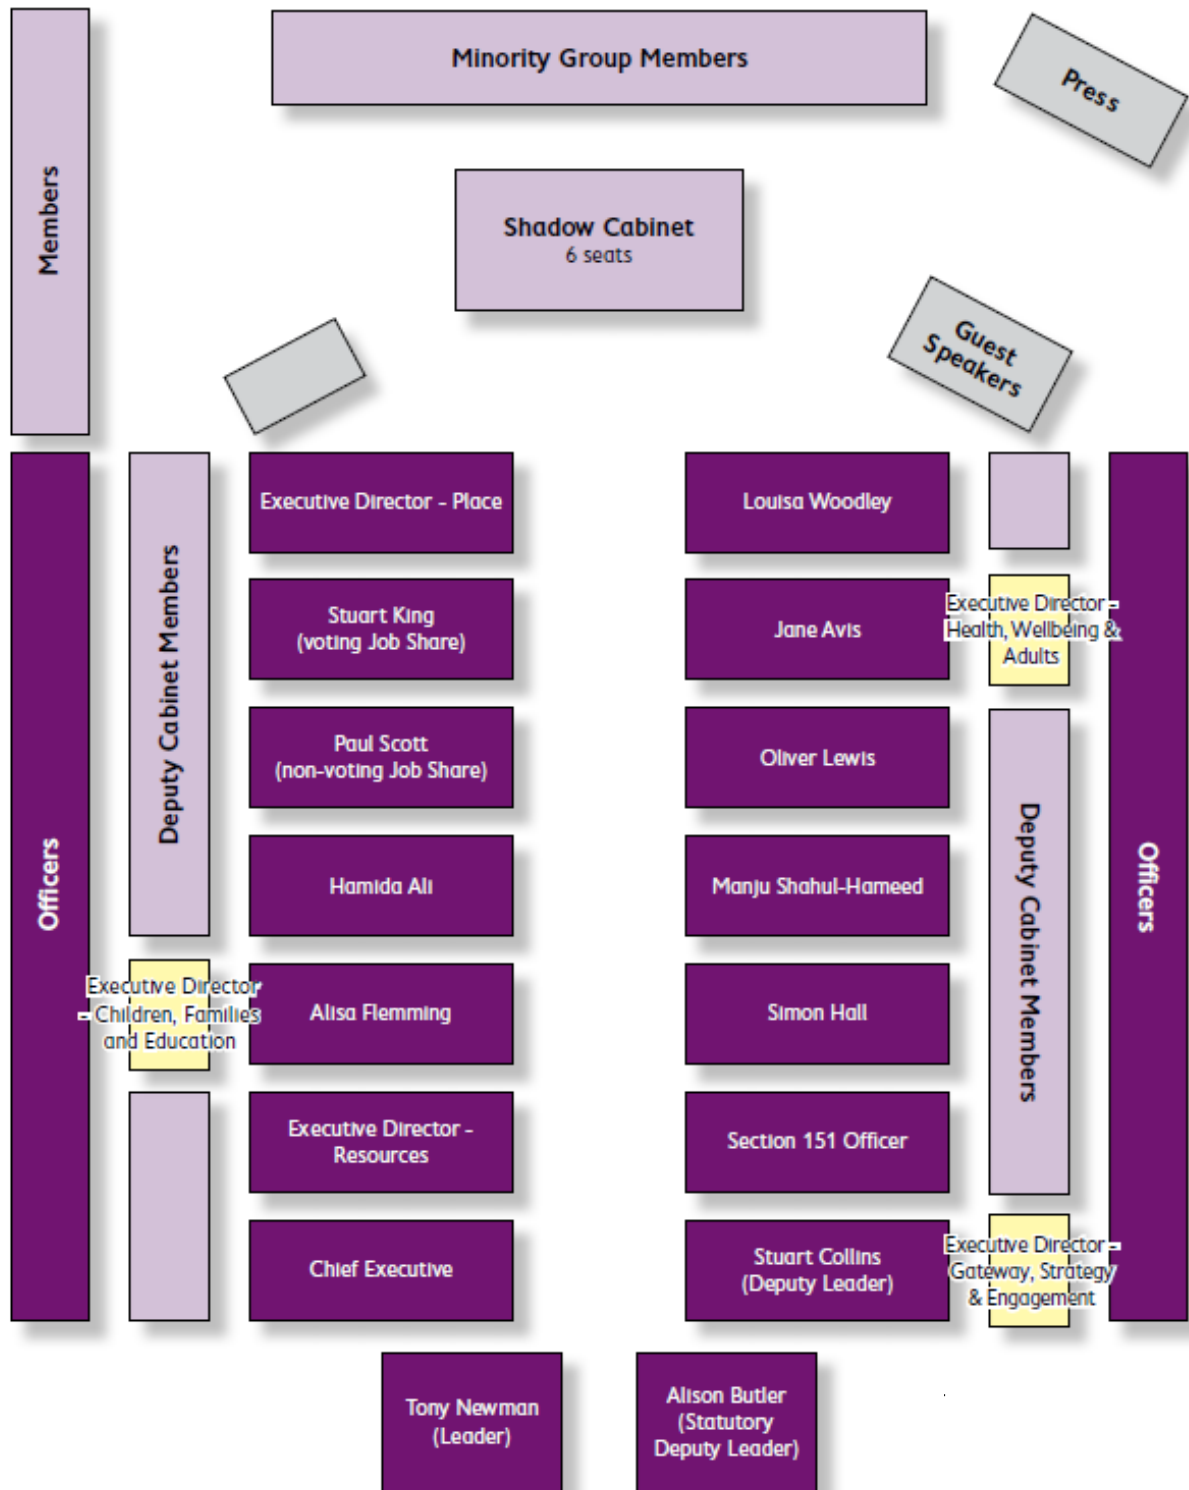 Minority Group Members
Press
Members
Shadow Cabinet
6 seats
Guest
Speakers
Officers
Deputy Cabinet Members
Executive Director - Place
Stuart King
(voting Job Share)
Paul Scott
(non-voting Job Share)
Hamida Ali
Executive Director
- Children, Families
and Education
Alisa Flemming
Executive Director -
Resources
Chief Executive
Louisa Woodley
Jane Avis
Executive Director -
Health, Wellbeing &
Adults
Oliver Lewis
Manju Shahul-Hameed
Simon Hall
Section 151 Officer
Stuart Collins
(Deputy Leader)
Deputy Cabinet Members
Executive Director -
Gateway, Strategy
& Engagement
Officers
Tony Newman
(Leader)
Alison Butler
(Statutory
Deputy Leader)